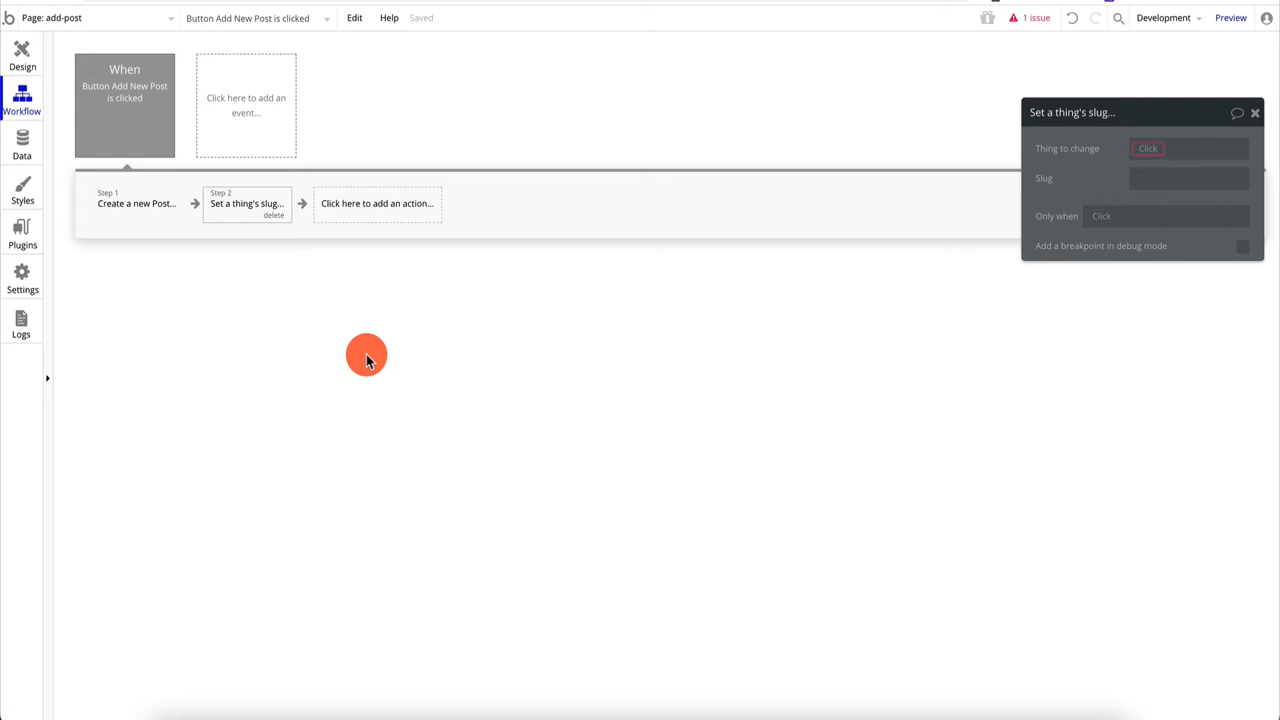 Page: add-post
Button Add New Post is clicked
Edit
Help
Saved
1 issue
Development
Preview
Design
Workflow
Data
Styles
Plugins
Settings
Logs
When
Button Add New Post
is clicked
Click here to add an
event...
Step 1
Create a new Post...
Step 2
Set a thing's slug...
delete
Click here to add an action...
Set a thing's slug...
Thing to change
Click
Slug
Only when
Click
Add a breakpoint in debug mode